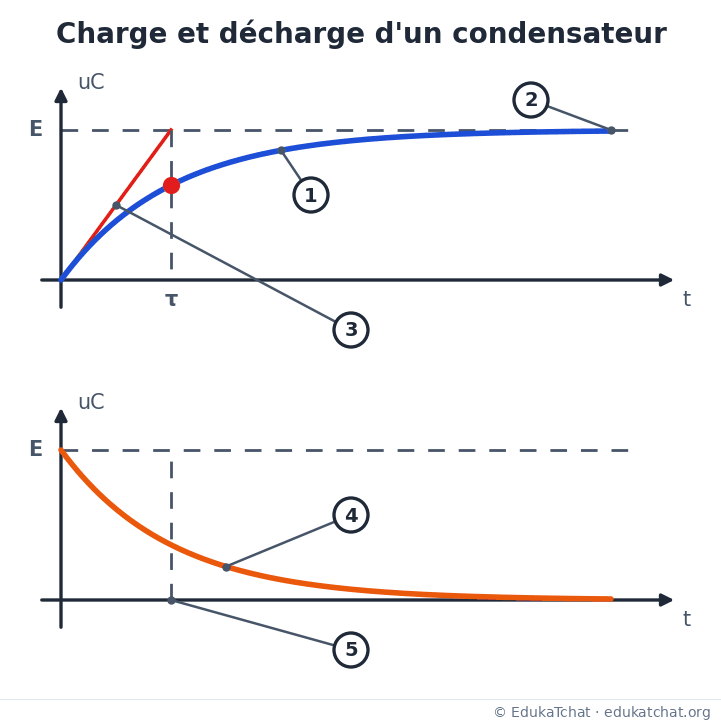 Charge et décharge d'un condensateur
uC
2
E
1
τ
t
3
uC
E
4
t
5
© EdukaTchat · edukatchat.org